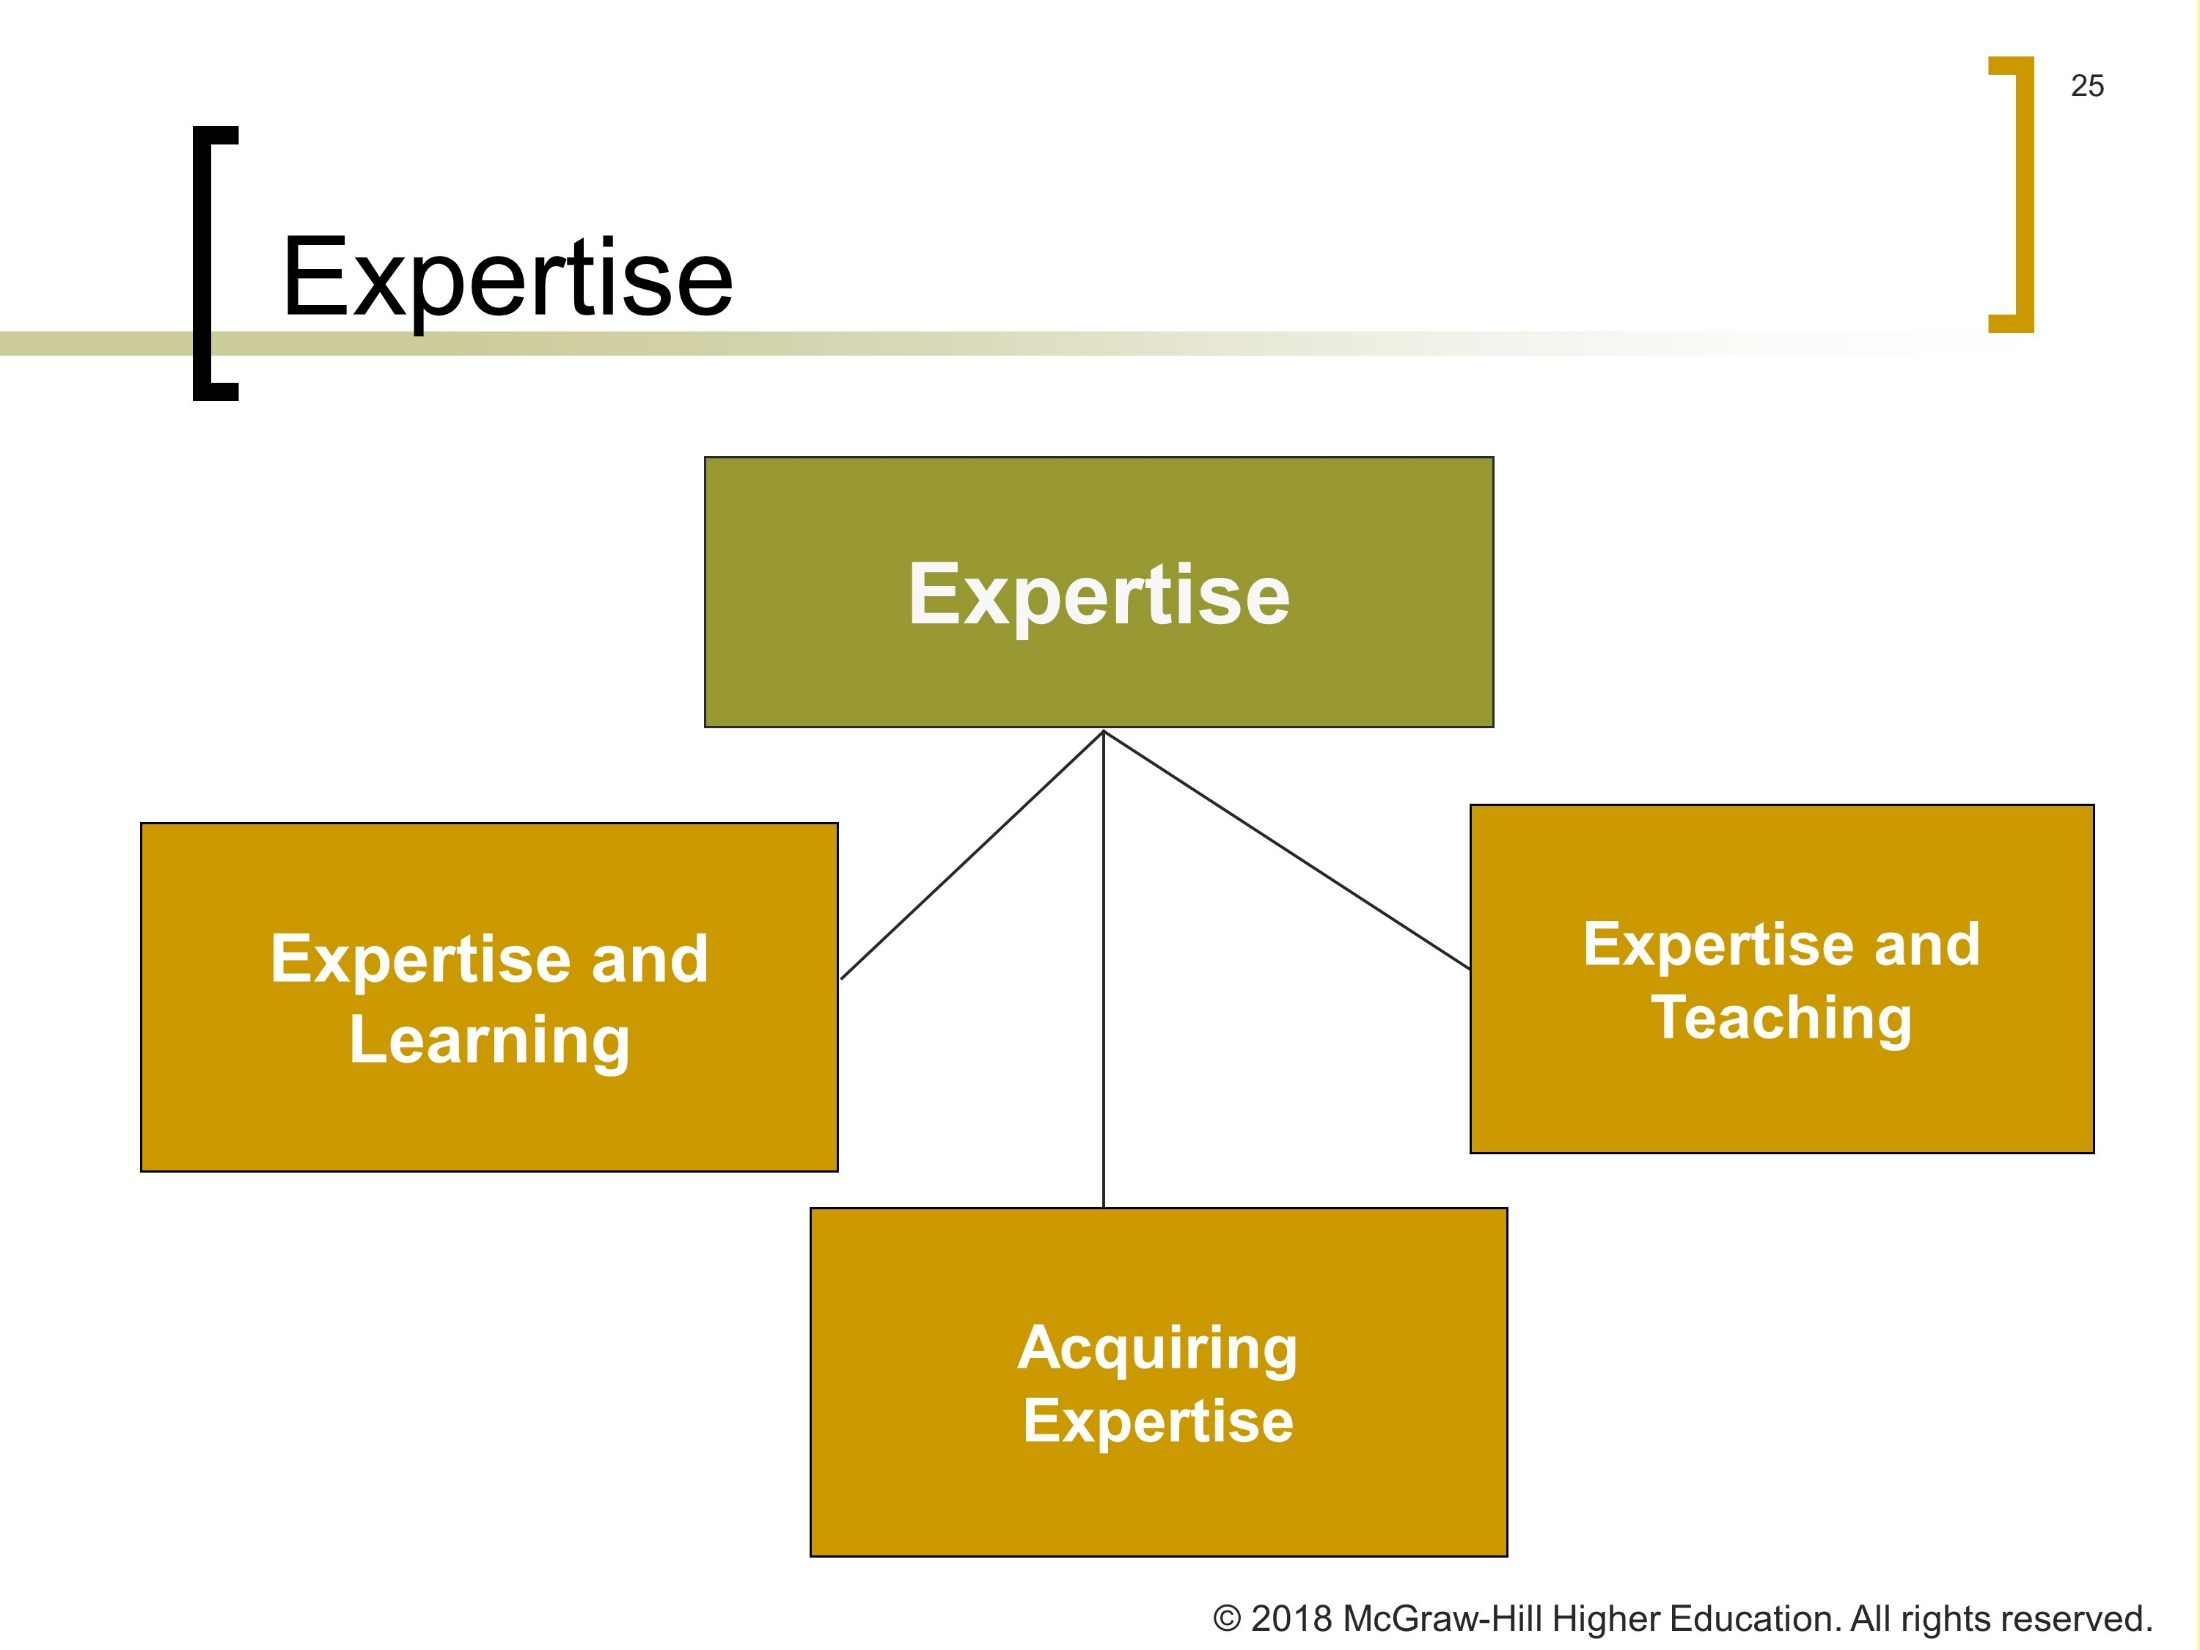 25
Expertise
Expertise
Expertise and
Learning
Expertise and
Teaching
Acquiring
Expertise
© 2018 McGraw-Hill Higher Education. All rights reserved.